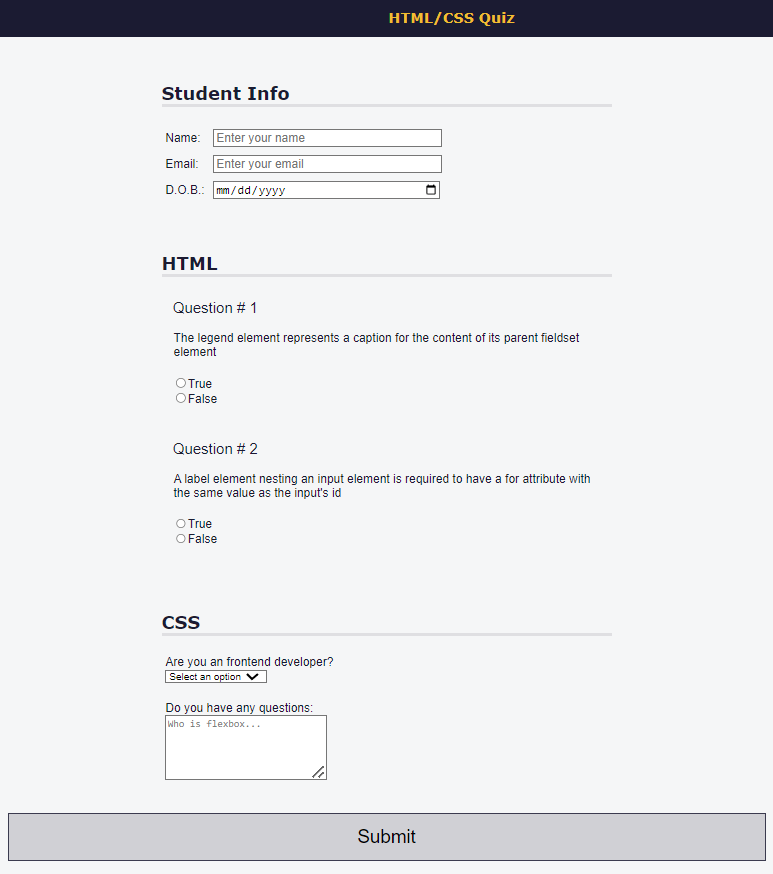 HTML/CSS Quiz
Student Info
Name: Enter your name
Email: Enter your email
D.O.B.: mm/dd/yyyy
HTML
Question # 1
The legend element represents a caption for the content of its parent fieldset
element
True
False
Question # 2
A label element nesting an input element is required to have a for attribute with
the same value as the input's id
True
False
CSS
Are you an frontend developer?
Select an option
Do you have any questions:
Who is flexbox...
Submit